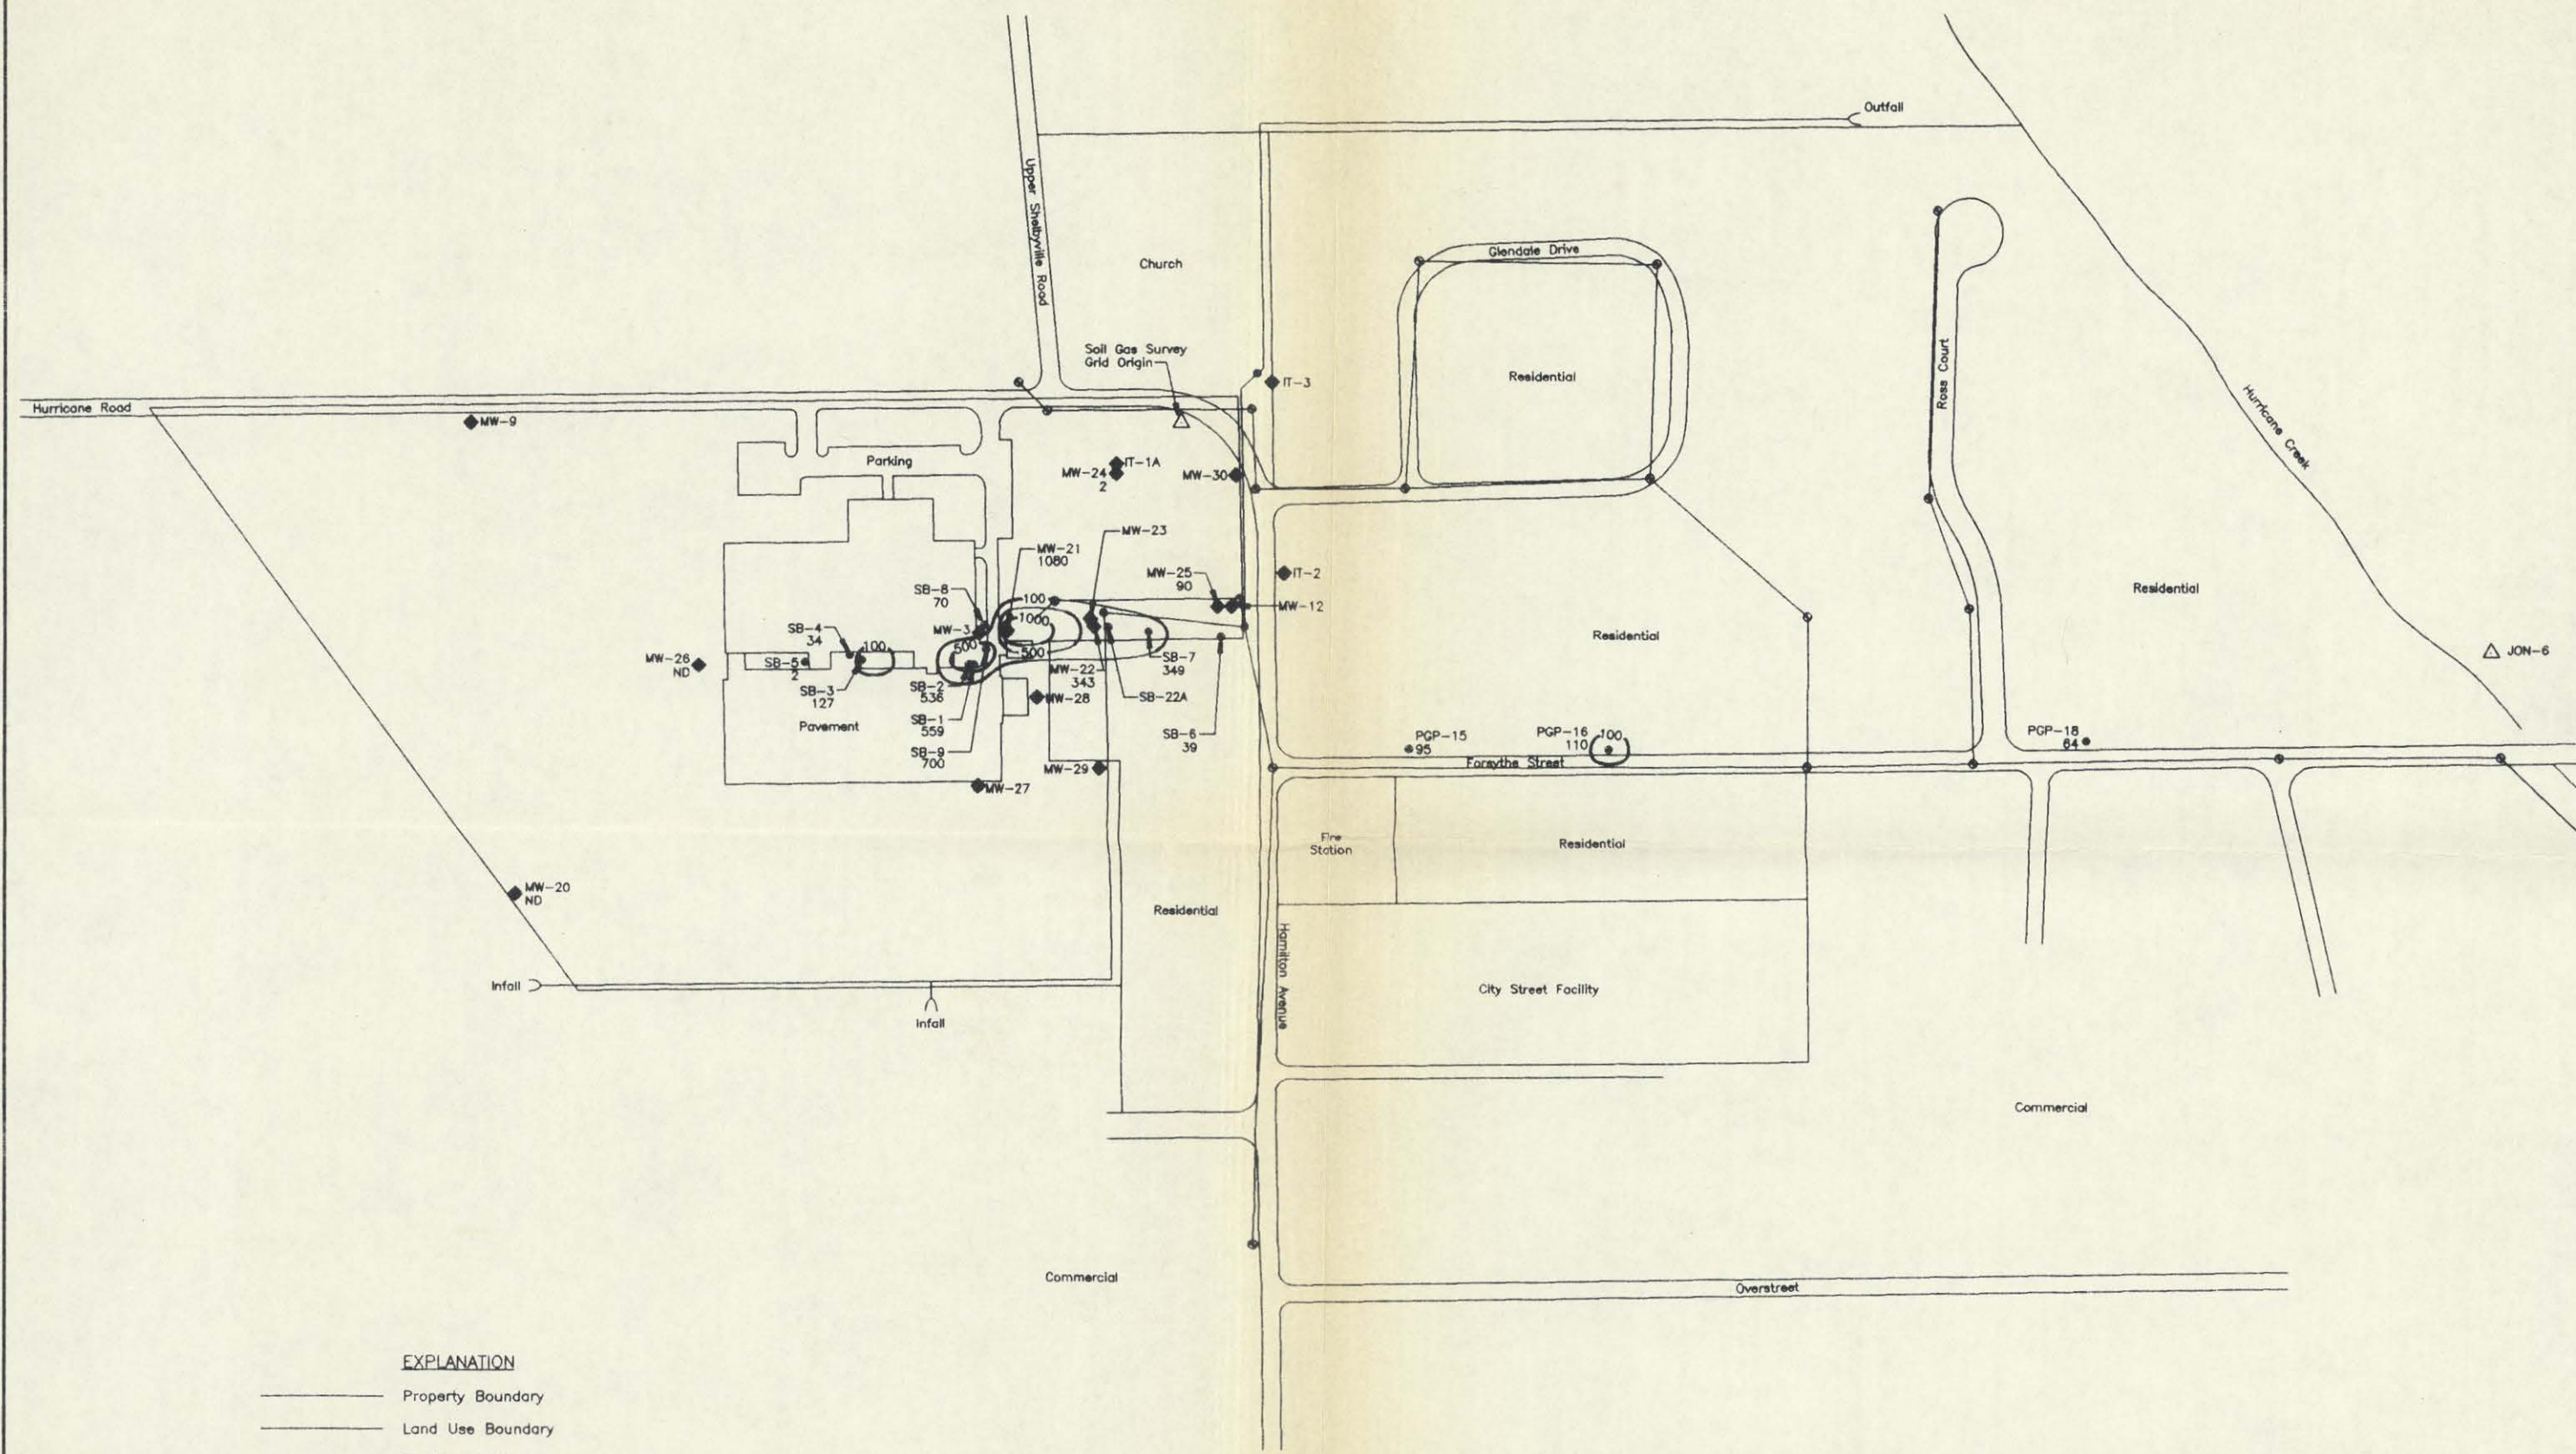 Outfall
Upper Shelbyville Road
Church
Glendale Drive
Soil Gas Survey
Grid Origin
Residential
Ross Court
IT-3
Hurricane Road
MW-9
Hurricane Creek
Parking
IT-1A
MW-24
2
MW-30
MW-23
MW-21
1080
MW-25
90
IT-2
SB-8
70
100
MW-12
Residential
1000
MW-3
SB-4
34
100
500
500
Residential
MW-26
ND
SB-5
2
SB-7
349
MW-22
343
JON-6
SB-3
127
SB-2
536
MW-28
SB-22A
SB-1
559
Pavement
SB-6
39
PGP-15
95
PGP-16
110
100
PGP-18
64
SB-9
700
MW-29
Forsythe Street
MW-27
Fire
Station
Residential
MW-20
ND
Residential
Hamilton Avenue
Infall
City Street Facility
Infall
Commercial
Commercial
Overstreet
EXPLANATION
Property Boundary
Land Use Boundary